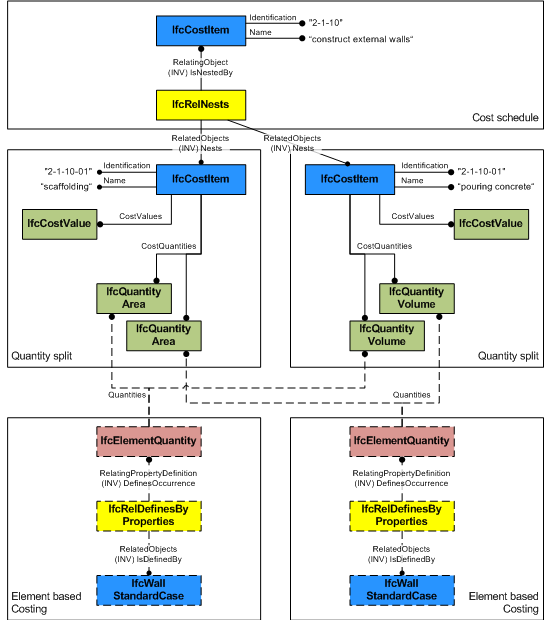 IfcCostItem
Identification
"2-1-10"
Name
"construct external walls"
RelatingObject
(INV) IsNestedBy
IfcRelNests
Cost schedule
RelatedObjects
(INV) Nests
RelatedObjects
(INV) Nests
"2-1-10-01"
Identification
"scaffolding"
Name
IfcCostItem
IfcCostValue
CostValues
CostQuantities
IfcQuantity
Area
IfcQuantity
Area
Quantity split
IfcCostItem
Identification
"2-1-10-01"
Name
"pouring concrete"
CostValues
IfcCostValue
CostQuantities
IfcQuantity
Volume
IfcQuantity
Volume
Quantity split
Quantities
Quantities
IfcElementQuantity
RelatingPropertyDefinition
(INV) DefinesOccurrence
IfcRelDefinesBy
Properties
RelatedObjects
(INV) IsDefinedBy
IfcWall
StandardCase
Element based
Costing
IfcElementQuantity
RelatingPropertyDefinition
(INV) DefinesOccurrence
IfcRelDefinesBy
Properties
RelatedObjects
(INV) IsDefinedBy
IfcWall
StandardCase
Element based
Costing